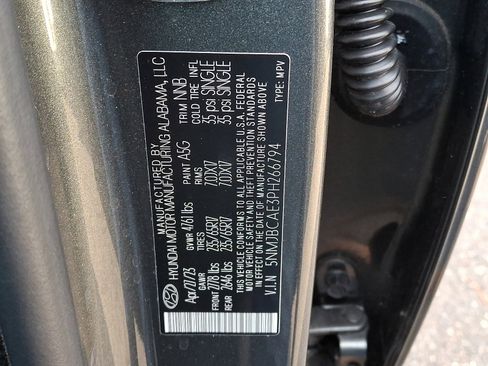 MANUFACTURED BY
HYUNDAI MOTOR MANUFACTURING ALABAMA, LLC
Apr/07/23 GVWR 4761 lbs PAINT A5G TRIM NNB
GAWR TIRES RIMS COLD TIRE INFL
FRONT 2778 lbs 235/65R17 7.0JX17 35 psi SINGLE
REAR 2646 lbs 235/65R17 7.0JX17 35 psi SINGLE
THIS VEHICLE CONFORMS TO ALL APPLICABLE U.S.A. FEDERAL
MOTOR VEHICLE SAFETY AND THEFT PREVENTION STANDARDS
IN EFFECT ON THE DATE OF MANUFACTURE SHOWN ABOVE
V.I.N 5NMJBCAE3PH266794 TYPE: MPV